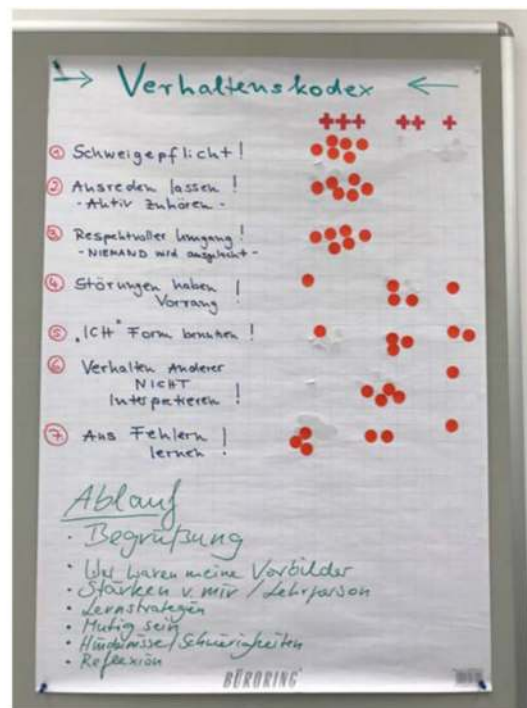 → Verhaltenskodex ←
+++ ++ +
① Schweigepflicht!
② Ausreden lassen!
- Aktiv Zuhören -
③ Respektvoller Umgang!
- NIEMAND wird ausgelacht -
④ Störungen haben !
Vorrang
⑤ "ICH" Form benutzen!
⑥ Verhalten Anderer
NICHT !
Interpretieren
⑦ Aus Fehlern !
lernen
Ablauf
• Begrüßung
• Wer waren meine Vorbilder
• Stärken v. mir / Lehrperson
• Lernstrategien
• Mutig sein
• Hindernisse/Schwierigkeiten
• Reflexion
BÜRORING